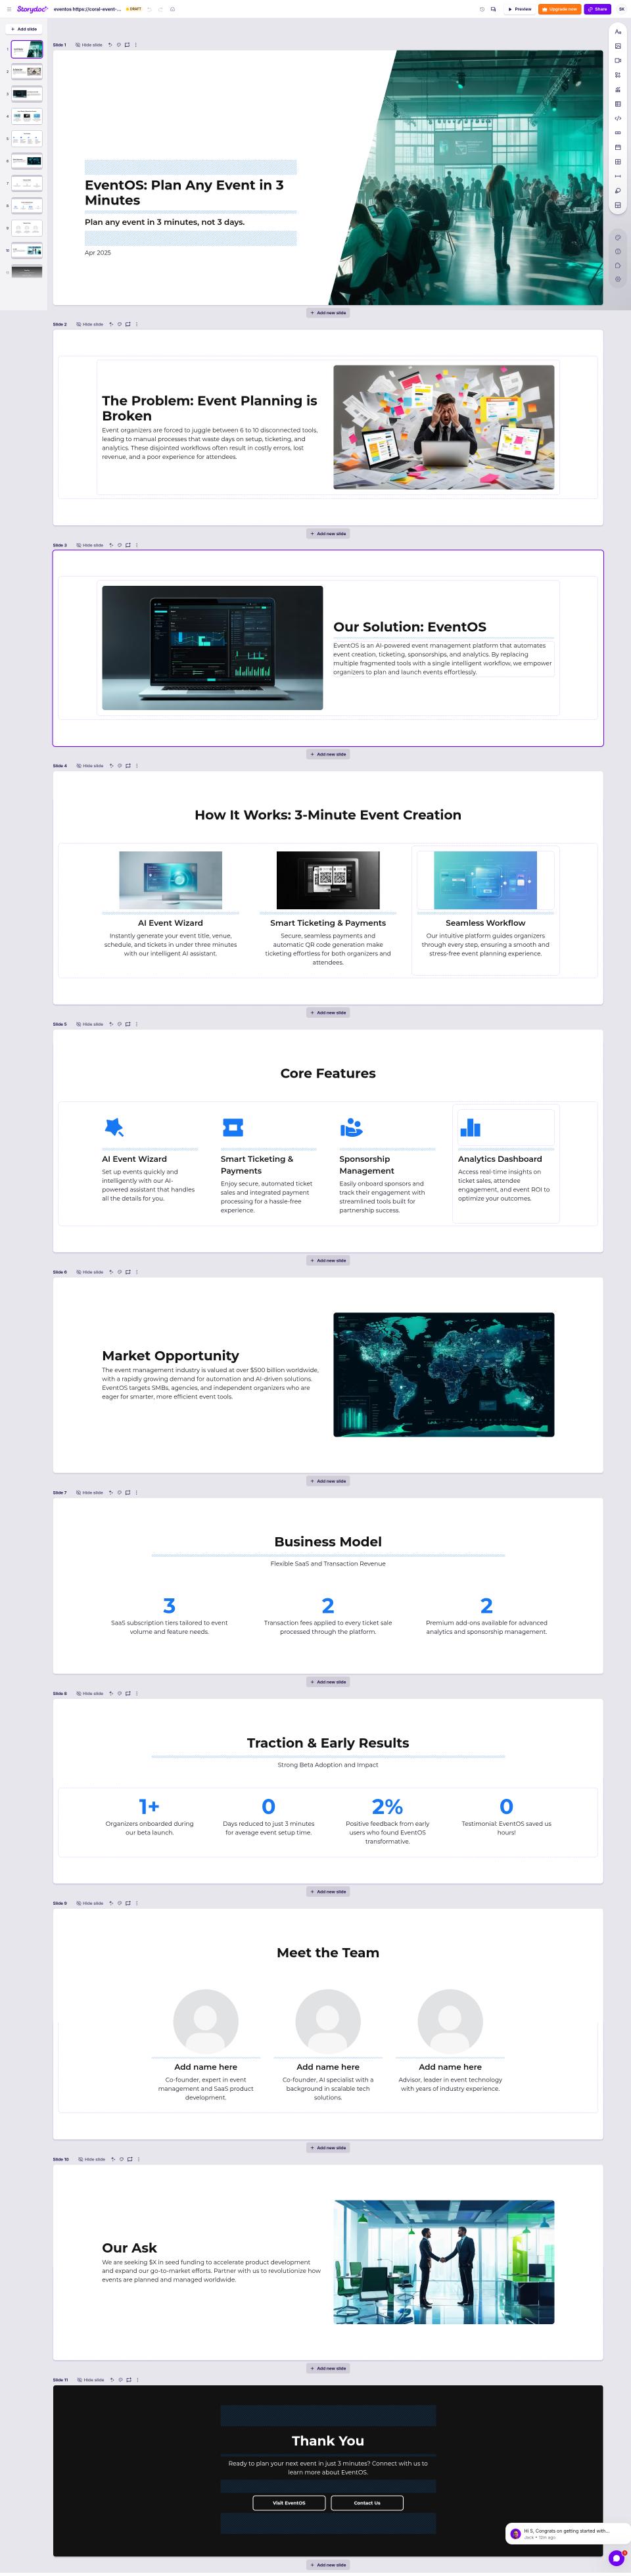 Storydoc
eventos https://coral-event-...
DRAFT
Preview
Upgrade now
Share
SK
Add slide
1
2
3
4
5
6
7
8
9
10
Slide 1
Hide slide
EventOS: Plan Any Event in 3
Minutes
Plan any event in 3 minutes, not 3 days.
Apr 2025
Add new slide
Slide 2
Hide slide
The Problem: Event Planning is
Broken
Event organizers are forced to juggle between 6 to 10 disconnected tools,
leading to manual processes that waste days on setup, ticketing, and
analytics. These disjointed workflows often result in costly errors, lost
revenue, and a poor experience for attendees.
Add new slide
Slide 3
Hide slide
Our Solution: EventOS
EventOS is an AI-powered event management platform that automates
event creation, ticketing, sponsorships, and analytics. By replacing
multiple fragmented tools with a single intelligent workflow, we empower
organizers to plan and launch events effortlessly.
Add new slide
Slide 4
Hide slide
How It Works: 3-Minute Event Creation
AI Event Wizard
Instantly generate your event title, venue,
schedule, and tickets in under three minutes
with our intelligent AI assistant.
Smart Ticketing & Payments
Secure, seamless payments and
automatic QR code generation make
ticketing effortless for both organizers and
attendees.
Seamless Workflow
Our intuitive platform guides organizers
through every step, ensuring a smooth and
stress-free event planning experience.
Add new slide
Slide 5
Hide slide
Core Features
AI Event Wizard
Set up events quickly and
intelligently with our AI-
powered assistant that handles
all the details for you.
Smart Ticketing &
Payments
Enjoy secure, automated ticket
sales and integrated payment
processing for a hassle-free
experience.
Sponsorship
Management
Easily onboard sponsors and
track their engagement with
streamlined tools built for
partnership success.
Analytics Dashboard
Access real-time insights on
ticket sales, attendee
engagement, and event ROI to
optimize your outcomes.
Add new slide
Slide 6
Hide slide
Market Opportunity
The event management industry is valued at over $500 billion worldwide,
with a rapidly growing demand for automation and AI-driven solutions.
EventOS targets SMBs, agencies, and independent organizers who are
eager for smarter, more efficient event tools.
Add new slide
Slide 7
Hide slide
Business Model
Flexible SaaS and Transaction Revenue
3
SaaS subscription tiers tailored to event
volume and feature needs.
2
Transaction fees applied to every ticket sale
processed through the platform.
2
Premium add-ons available for advanced
analytics and sponsorship management.
Add new slide
Slide 8
Hide slide
Traction & Early Results
Strong Beta Adoption and Impact
1+
Organizers onboarded during
our beta launch.
0
Days reduced to just 3 minutes
for average event setup time.
2%
Positive feedback from early
users who found EventOS
transformative.
0
Testimonial: EventOS saved us
hours!
Add new slide
Slide 9
Hide slide
Meet the Team
Add name here
Co-founder, expert in event
management and SaaS product
development.
Add name here
Co-founder, AI specialist with a
background in scalable tech
solutions.
Add name here
Advisor, leader in event technology
with years of industry experience.
Add new slide
Slide 10
Hide slide
Our Ask
We are seeking $X in seed funding to accelerate product development
and expand our go-to-market efforts. Partner with us to revolutionize how
events are planned and managed worldwide.
Add new slide
Slide 11
Hide slide
Thank You
Ready to plan your next event in just 3 minutes? Connect with us to
learn more about EventOS.
Visit EventOS
Contact Us
Add new slide
Hi S, Congrats on getting started with...
Jack • 12m ago